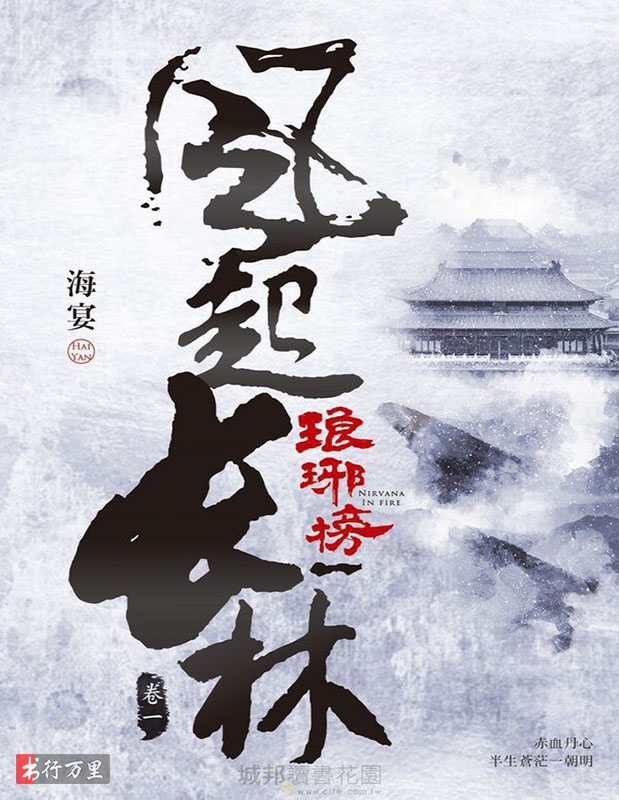 风起长林
琅琊榜
NIRVANA
IN FIRE
海宴
HAI
YAN
卷一
赤血丹心
半生蒼茫一朝明
书行万里
城邦讀書花園
www.cite.com.tw